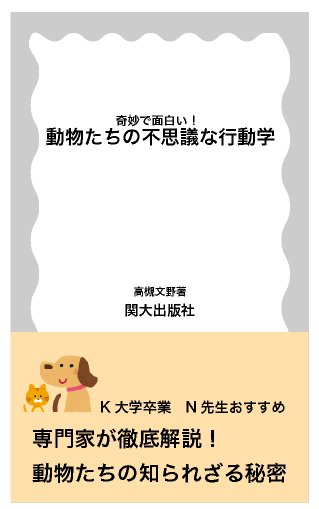 奇妙で面白い！
動物たちの不思議な行動学
高槻文野著
関大出版社
K大学卒業　N先生おすすめ
専門家が徹底解説！
動物たちの知られざる秘密